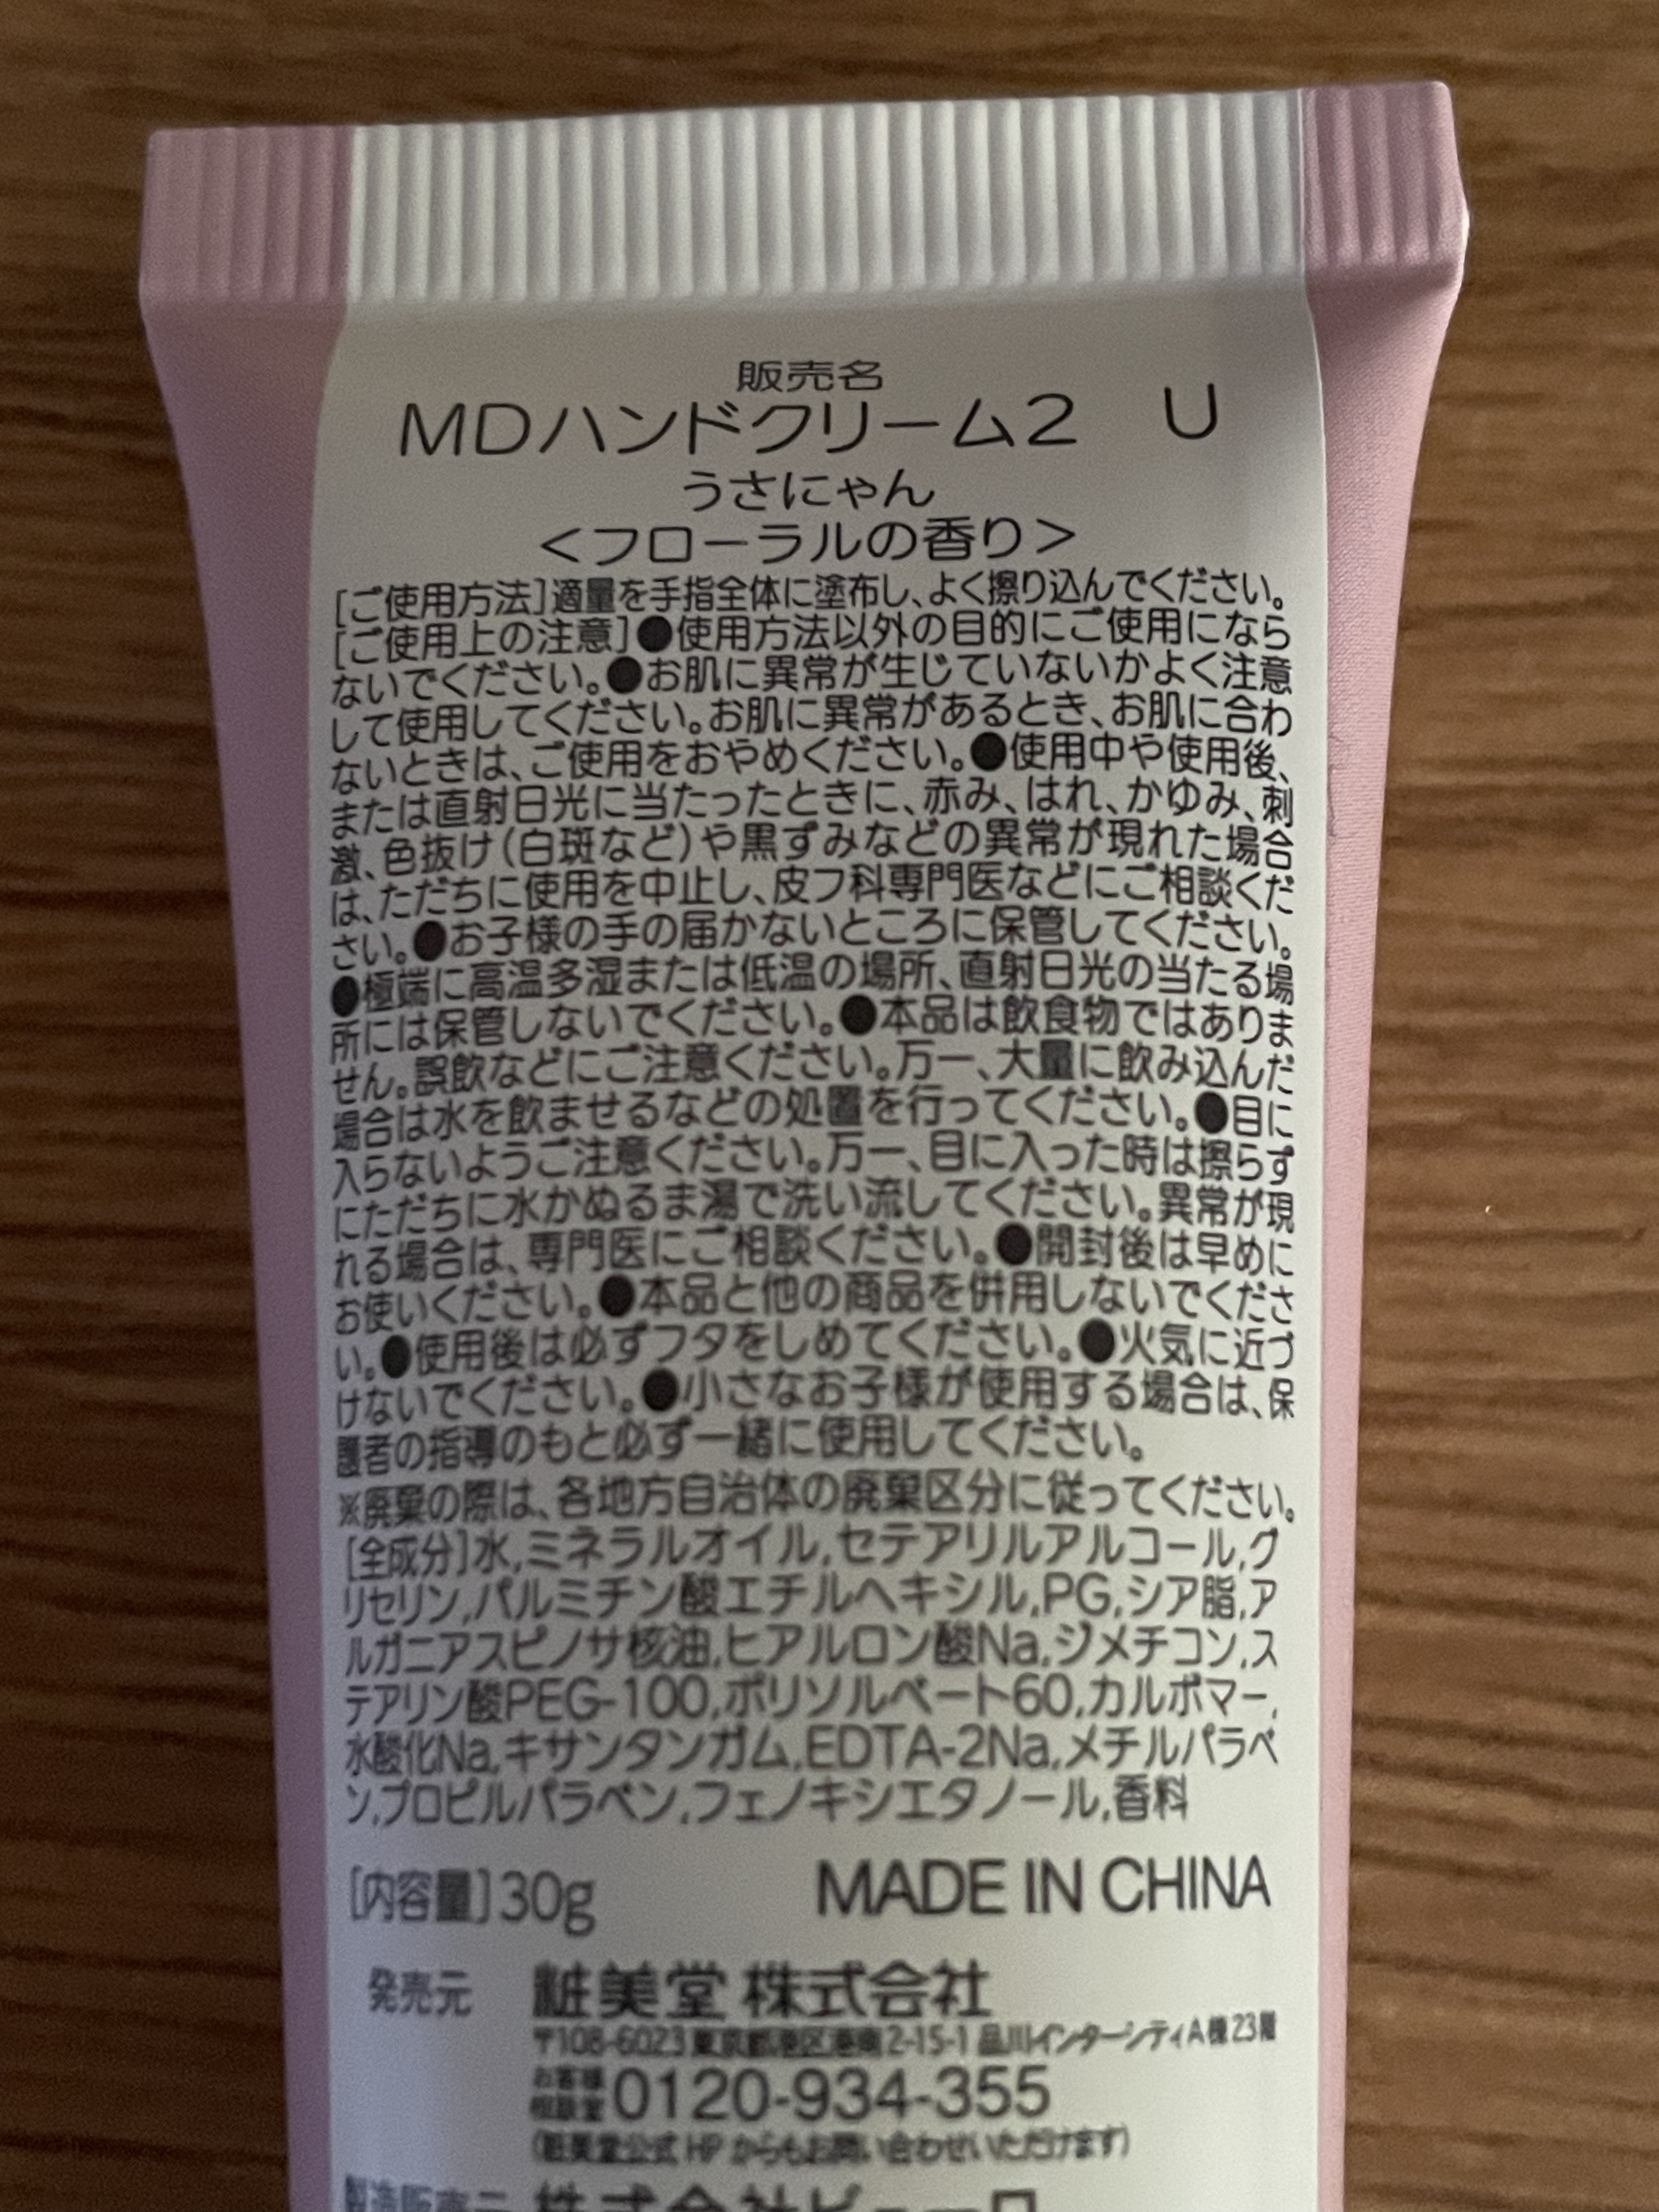 販売名
MDハンドクリーム2　U
うさにゃん
<フローラルの香り>
[ご使用方法]適量を手指全体に塗布し、よく擦り込んでください。
[ご使用上の注意]●使用方法以外の目的にご使用になら
ないでください。●お肌に異常が生じていないかよく注意
して使用してください。お肌に異常があるとき、お肌に合わ
ないときは、ご使用をおやめください。●使用中や使用後、
または直射日光に当たったときに、赤み、はれ、かゆみ、刺
激、色抜け(白斑など)や黒ずみなどの異常が現れた場合
は、ただちに使用を中止し、皮フ科専門医などにご相談くだ
さい。●お子様の手の届かないところに保管してください。
●極端に高温多湿または低温の場所、直射日光の当たる場
所には保管しないでください。●本品は飲食物ではありま
せん。誤飲などにご注意ください。万一、大量に飲み込んだ
場合は水を飲ませるなどの処置を行ってください。●目に
入らないようご注意ください。万一、目に入った時は擦らず
にただちに水かぬるま湯で洗い流してください。異常が現
れる場合は、専門医にご相談ください。●開封後は早めに
お使いください。●本品と他の商品を併用しないでくださ
い。●使用後は必ずフタをしめてください。●火気に近づ
けないでください。●小さなお子様が使用する場合は、保
護者の指導のもと必ず一緒に使用してください。
※廃棄の際は、各地方自治体の廃棄区分に従ってください。
[全成分]水,ミネラルオイル,セテアリルアルコール,グ
リセリン,パルミチン酸エチルヘキシル,PG,シア脂,ア
ルガニアスピノサ核油,ヒアルロン酸Na,ジメチコン,ス
テアリン酸PEG-100,ポリソルベート60,カルボマー,
水酸化Na,キサンタンガム,EDTA-2Na,メチルパラベ
ン,プロピルパラベン,フェノキシエタノール,香料
[内容量]30g MADE IN CHINA
発売元 粧美堂 株式会社
〒108-6023 東京都港区港南2-15-1 品川インターシティA棟23階
お客様相談室 0120-934-355
(粧美堂公式HPからもお問い合わせいただけます)
製造販売元 株式会社ピューロ